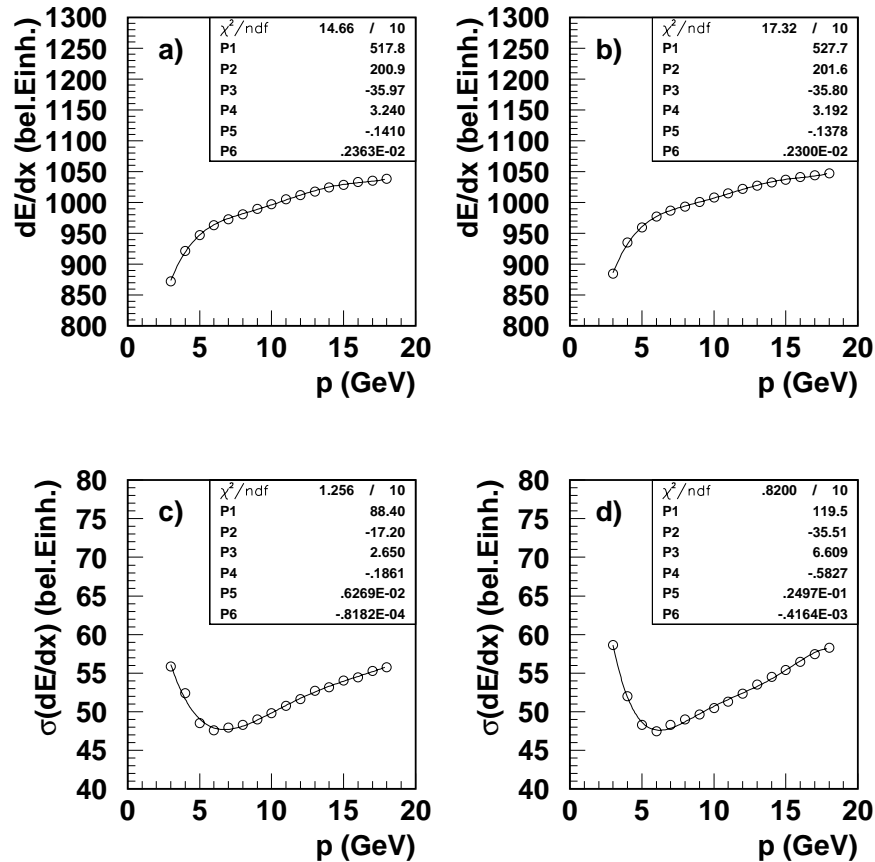 a)
χ²/ndf 14.66 / 10
P1 517.8
P2 200.9
P3 -35.97
P4 3.240
P5 -.1410
P6 .2363E-02
dE/dx (bel.Einh.)
1300
1250
1200
1150
1100
1050
1000
950
900
850
800
0 5 10 15 20
p (GeV)
b)
χ²/ndf 17.32 / 10
P1 527.7
P2 201.6
P3 -35.80
P4 3.192
P5 -.1378
P6 .2300E-02
dE/dx (bel.Einh.)
1300
1250
1200
1150
1100
1050
1000
950
900
850
800
0 5 10 15 20
p (GeV)
c)
χ²/ndf 1.256 / 10
P1 88.40
P2 -17.20
P3 2.650
P4 -.1861
P5 .6269E-02
P6 -.8182E-04
σ(dE/dx) (bel.Einh.)
80
75
70
65
60
55
50
45
40
0 5 10 15 20
p (GeV)
d)
χ²/ndf .8200 / 10
P1 119.5
P2 -35.51
P3 6.609
P4 -.5827
P5 .2497E-01
P6 -.4164E-03
σ(dE/dx) (bel.Einh.)
80
75
70
65
60
55
50
45
40
0 5 10 15 20
p (GeV)